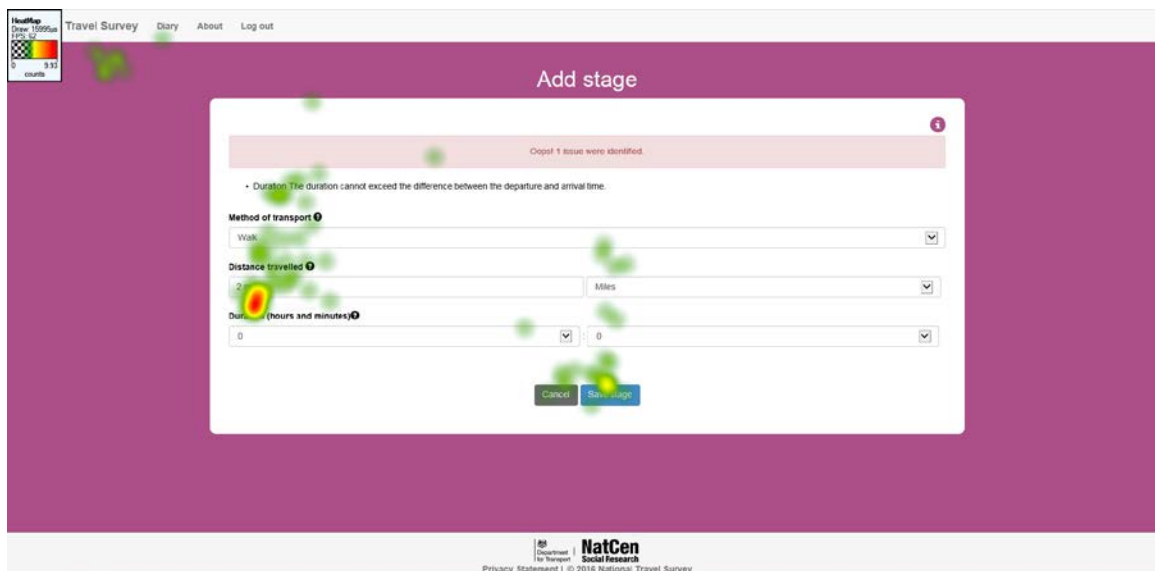 HeatMap
Draw: 15995µs
FPS: 62
0 9.93
counts
Travel Survey Diary About Log out
Add stage
Oops! 1 issue were identified.
• Duration The duration cannot exceed the difference between the departure and arrival time.
Method of transport
Walk
Distance travelled
2 Miles
(hours and minutes)
0 : 0
Cancel Save stage
Department for Transport
NatCen
Social Research
Privacy Statement | © 2016 National Travel Survey